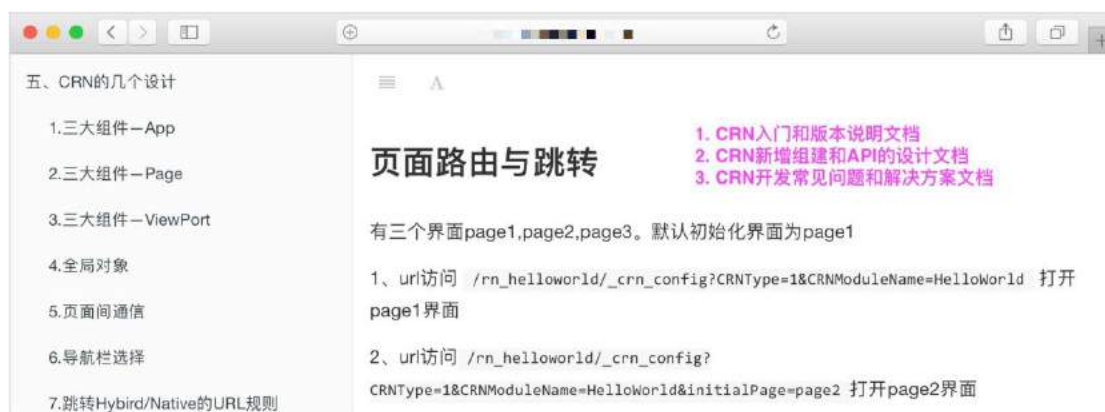 五、CRN的几个设计
1.三大组件—App
2.三大组件—Page
3.三大组件—ViewPort
4.全局对象
5.页面间通信
6.导航栏选择
7.跳转Hybird/Native的URL规则
A
页面路由与跳转
1. CRN入门和版本说明文档
2. CRN新增组建和API的设计文档
3. CRN开发常见问题和解决方案文档
有三个界面page1,page2,page3。默认初始化界面为page1
1、url访问 /rn_helloworld/_crn_config?CRNType=1&CRNModuleName=HelloWorld 打开
page1界面
2、url访问 /rn_helloworld/_crn_config?
CRNType=1&CRNModuleName=HelloWorld&initialPage=page2 打开page2界面